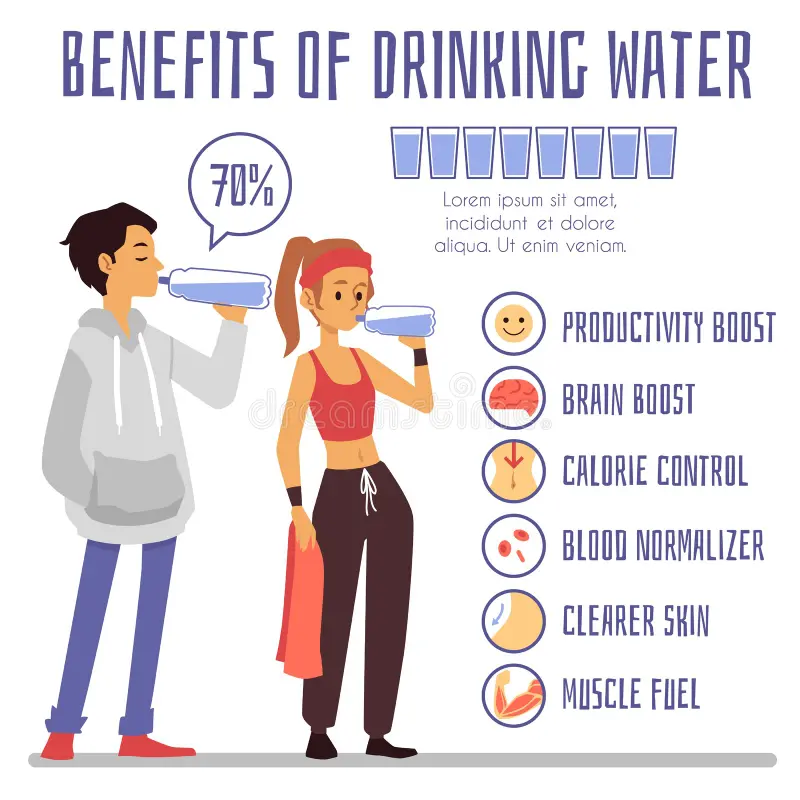 BENEFITS OF DRINKING WATER
70%
Lorem ipsum sit amet,
incididunt et dolore
aliqua. Ut enim veniam.
PRODUCTIVITY BOOST
BRAIN BOOST
CALORIE CONTROL
BLOOD NORMALIZER
CLEARER SKIN
MUSCLE FUEL
dreamstime